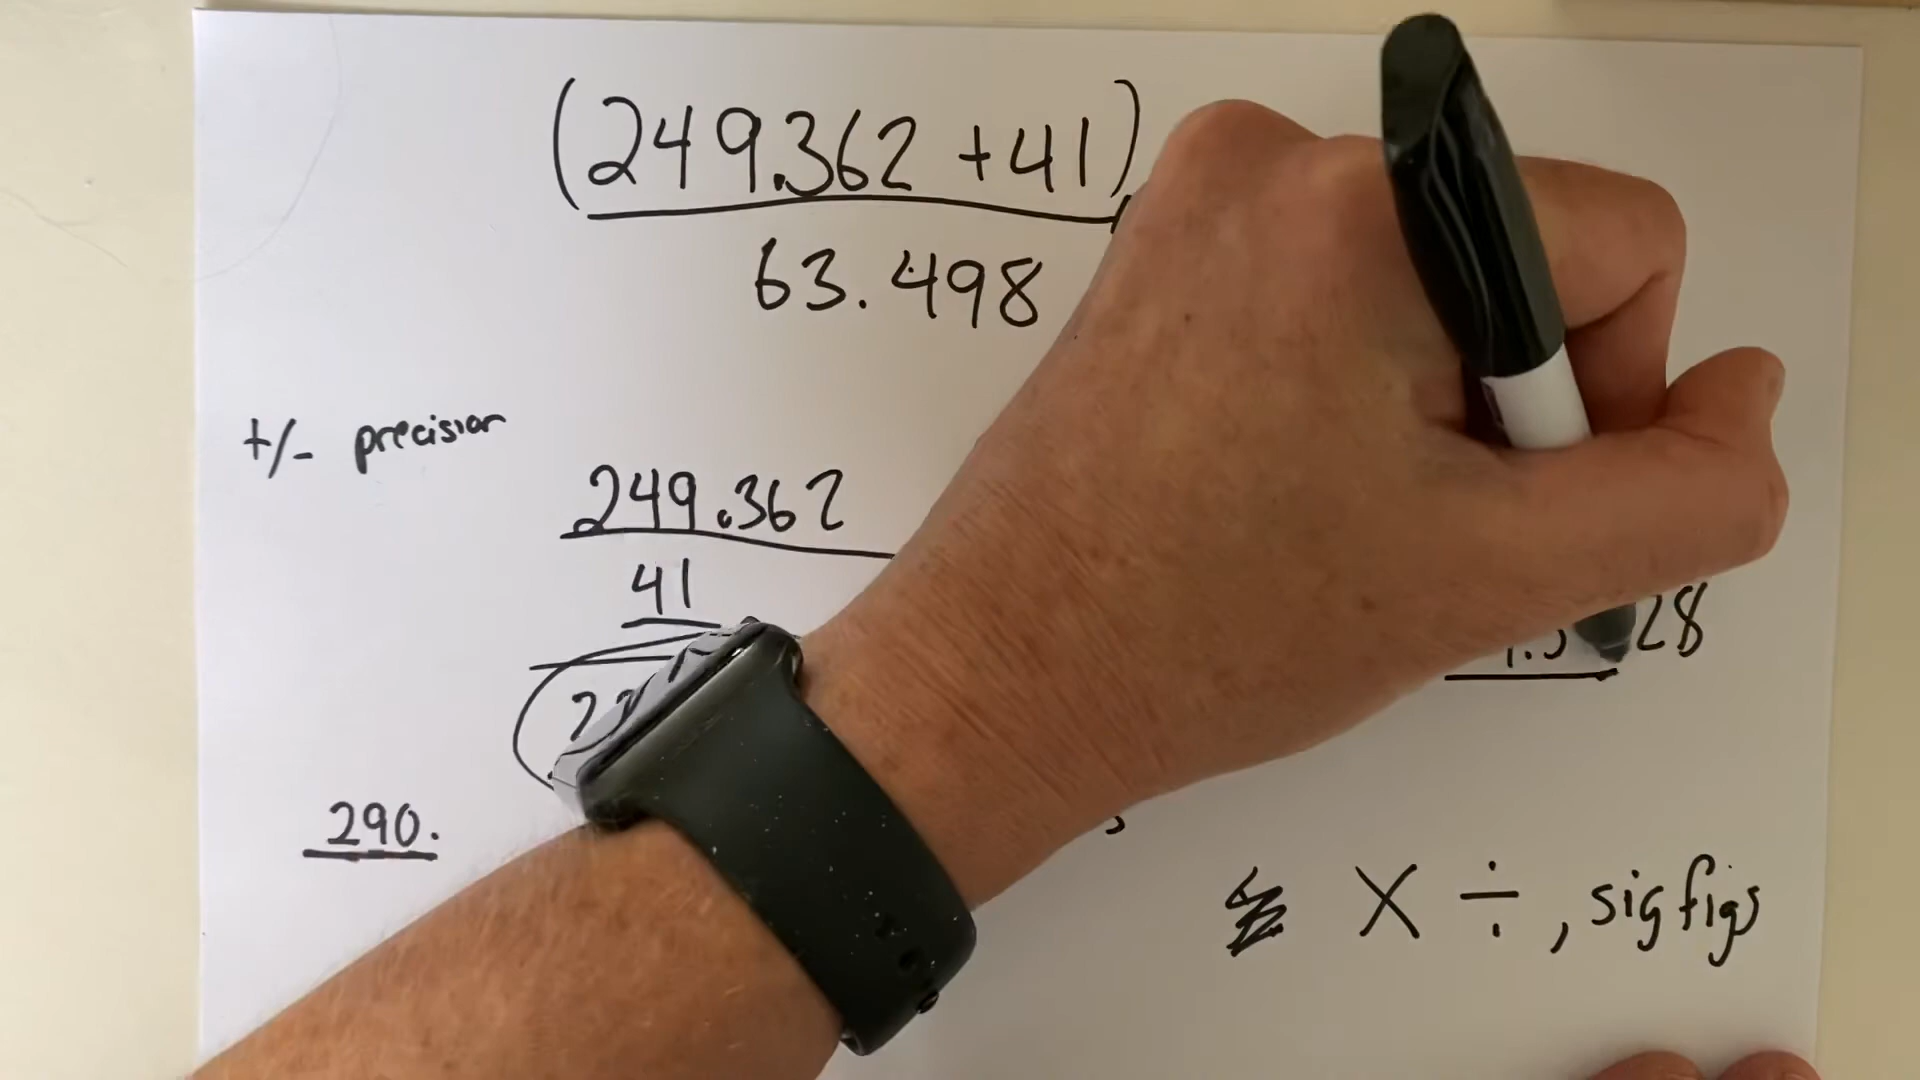 (249.362 + 41)
63.498
+/- precision
249.362
41
28
290.
X ÷, sig figs